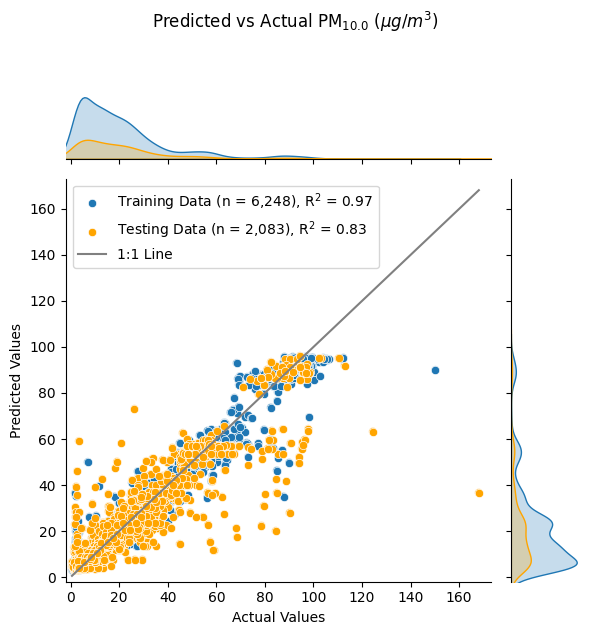 Predicted vs Actual PM₁₀.₀ (μg/m³)
Training Data (n = 6,248), R² = 0.97
Testing Data (n = 2,083), R² = 0.83
1:1 Line
Predicted Values
160
140
120
100
80
60
40
20
0
0 20 40 60 80 100 120 140 160
Actual Values